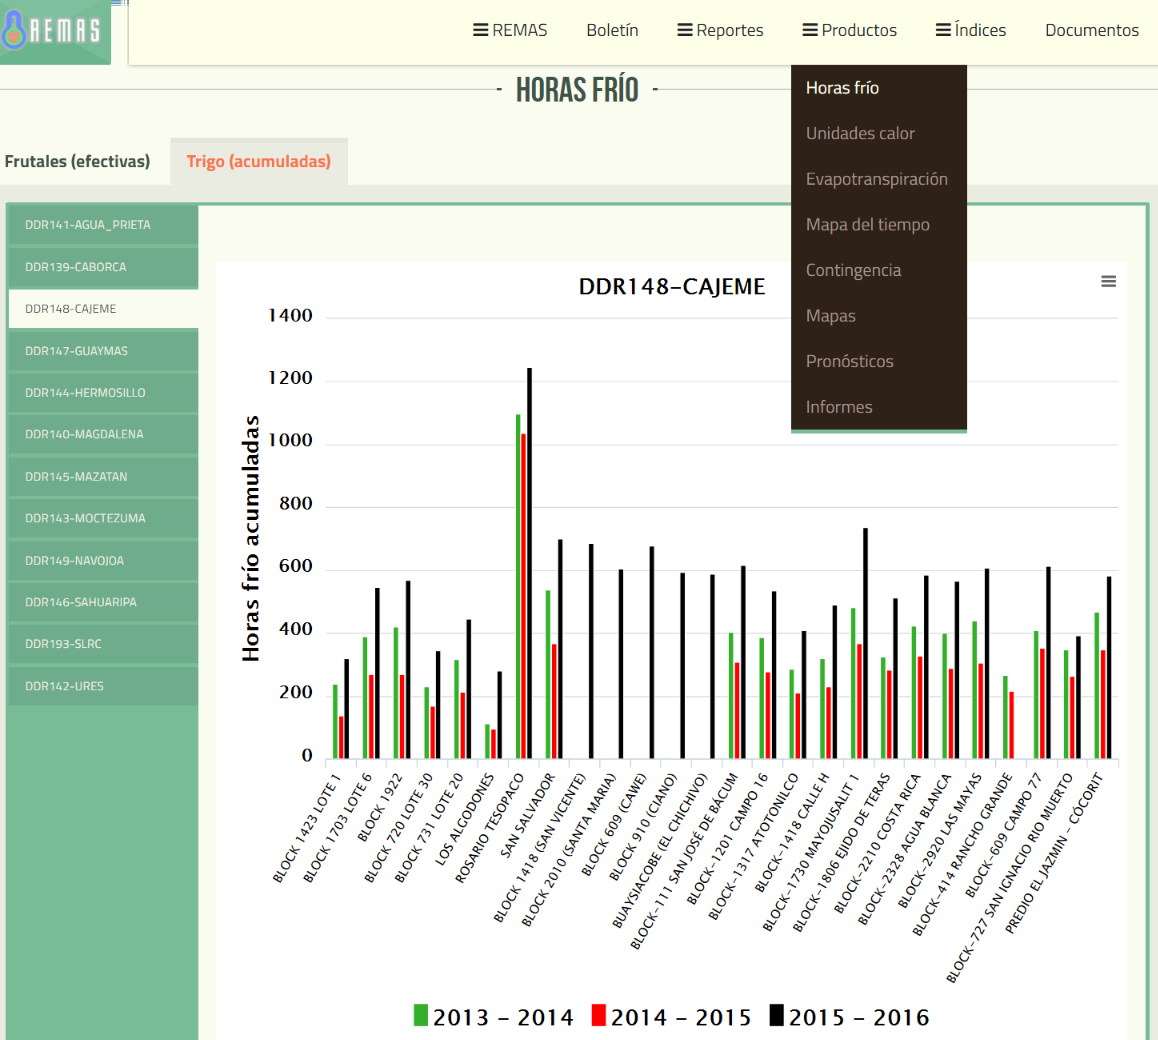 REMAS
REMAS Boletín Reportes Productos Índices Documentos
- HORAS FRÍO -
Frutales (efectivas) Trigo (acumuladas)
Horas frío
Unidades calor
Evapotranspiración
Mapa del tiempo
Contingencia
Mapas
Pronósticos
Informes
DDR141-AGUA_PRIETA
DDR139-CABORCA
DDR148-CAJEME
DDR147-GUAYMAS
DDR144-HERMOSILLO
DDR140-MAGDALENA
DDR145-MAZATAN
DDR143-MOCTEZUMA
DDR149-NAVOJOA
DDR146-SAHUARIPA
DDR193-SLRC
DDR142-URES
DDR148-CAJEME
Horas frío acumuladas
1400
1200
1000
800
600
400
200
0
BLOCK 1423 LOTE 1
BLOCK 1703 LOTE 6
BLOCK 1922
BLOCK 720 LOTE 30
BLOCK 731 LOTE 20
LOS ALGODONES
ROSARIO TESOPACO
SAN SALVADOR
BLOCK 1418 (SAN VICENTE)
BLOCK 2010 (SANTA MARIA)
BLOCK 609 (CAWE)
BLOCK 910 (CIANO)
BUAYSIACOBE (EL CHICHIVO)
BLOCK-111 SAN JOSÉ DE BÁCUM
BLOCK-1201 CAMPO 16
BLOCK-1317 ATOTONILCO
BLOCK-1418 CALLE H
BLOCK-1730 MAYOJUSALIT 1
BLOCK-1806 EJIDO DE TERAS
BLOCK-2210 COSTA RICA
BLOCK-2328 AGUA BLANCA
BLOCK-2920 LAS MAYAS
BLOCK-414 RANCHO GRANDE
BLOCK-609 CAMPO 77
BLOCK-727 SAN IGNACIO RIO MUERTO
PREDIO EL JAZMIN - CÓCORIT
2013 - 2014 2014 - 2015 2015 - 2016